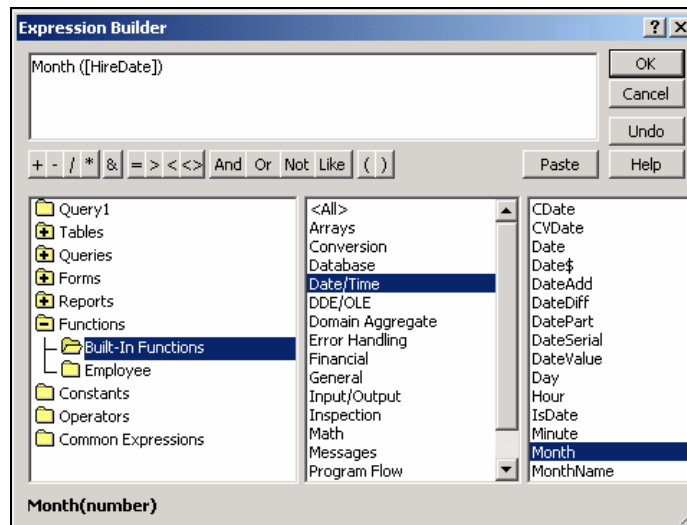 Expression Builder
? X
Month ([HireDate])
OK
Cancel
Undo
+ - / * & = > < <> And Or Not Like ( ) Paste Help
Query1
Tables
Queries
Forms
Reports
Functions
Built-In Functions
Employee
Constants
Operators
Common Expressions
<All>
Arrays
Conversion
Database
Date/Time
DDE/OLE
Domain Aggregate
Error Handling
Financial
General
Input/Output
Inspection
Math
Messages
Program Flow
CDate
CVDate
Date
Date$
DateAdd
DateDiff
DatePart
DateSerial
DateValue
Day
Hour
IsDate
Minute
Month
MonthName
Month(number)